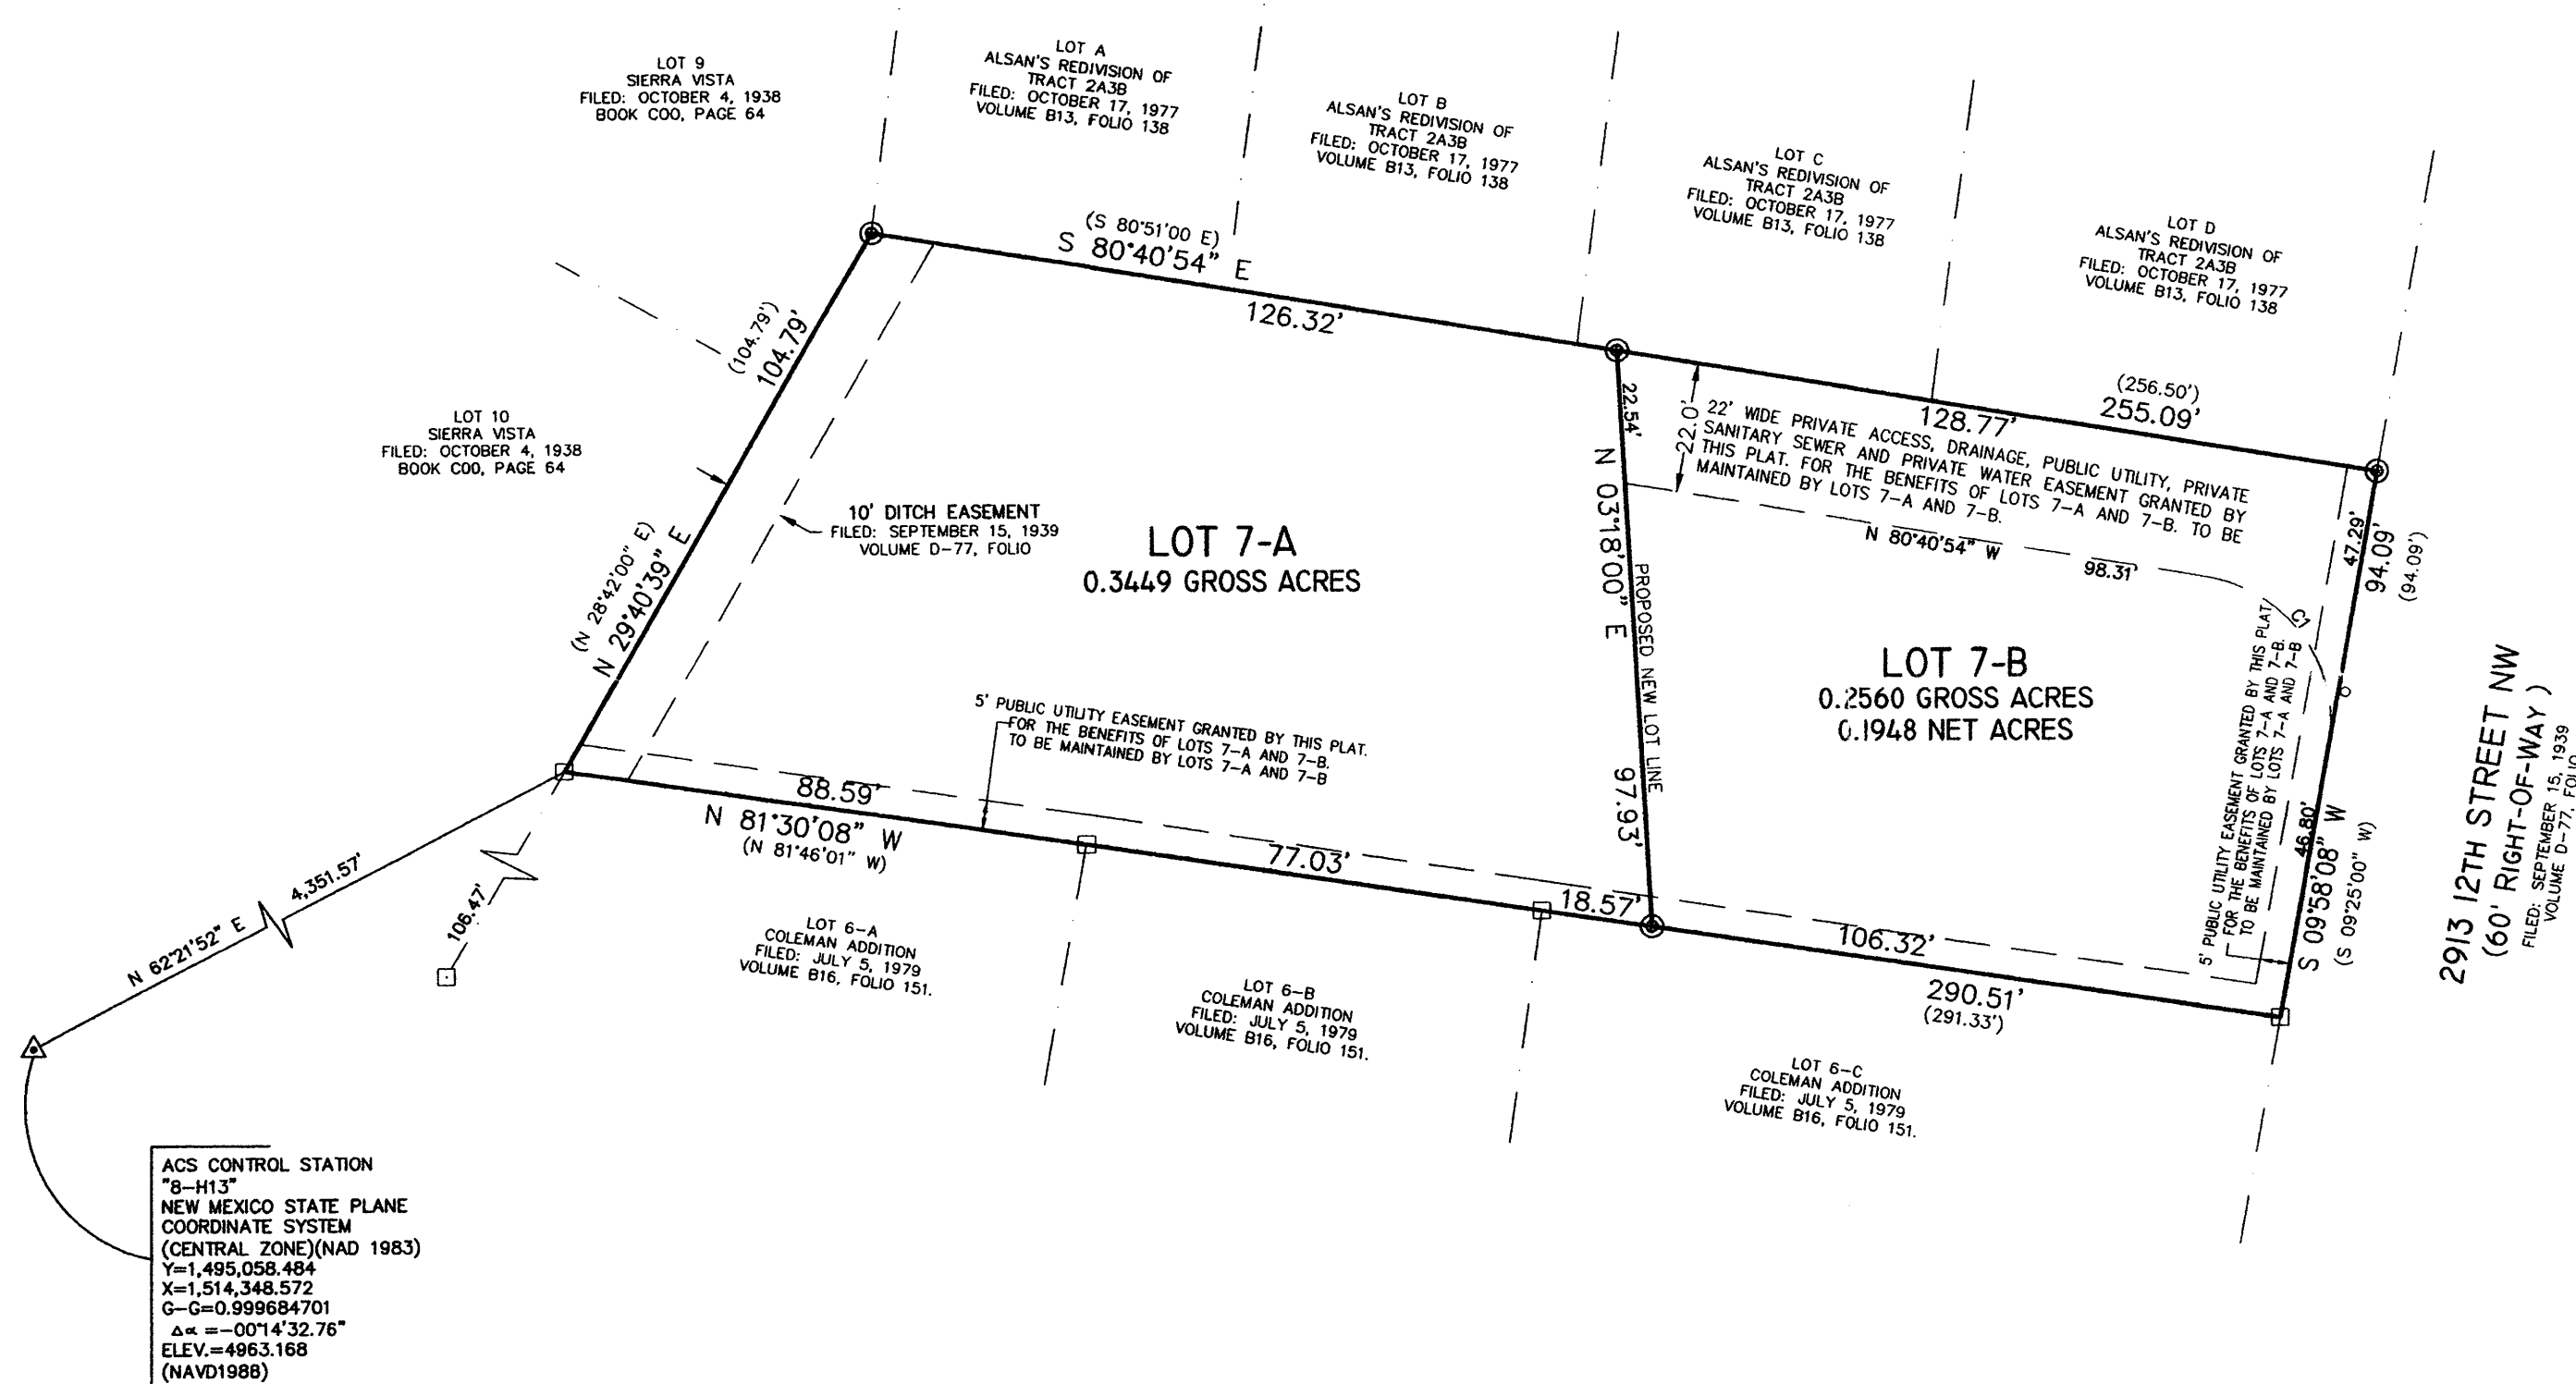 LOT 9
SIERRA VISTA
FILED: OCTOBER 4, 1938
BOOK COO, PAGE 64
LOT A
ALSAN'S REDIVISION OF
TRACT 2A3B
FILED: OCTOBER 17, 1977
VOLUME B13, FOLIO 138
LOT B
ALSAN'S REDIVISION OF
TRACT 2A3B
FILED: OCTOBER 17, 1977
VOLUME B13, FOLIO 138
LOT C
ALSAN'S REDIVISION OF
TRACT 2A3B
FILED: OCTOBER 17, 1977
VOLUME B13, FOLIO 138
LOT D
ALSAN'S REDIVISION OF
TRACT 2A3B
FILED: OCTOBER 17, 1977
VOLUME B13, FOLIO 138
(S 80°51'00 E)
S 80°40'54" E
126.32'
(104.79')
104.79'
LOT 10
SIERRA VISTA
FILED: OCTOBER 4, 1938
BOOK COO, PAGE 64
(N 28°42'00" E)
N 29°40'39" E
10' DITCH EASEMENT
FILED: SEPTEMBER 15, 1939
VOLUME D-77, FOLIO
LOT 7-A
0.3449 GROSS ACRES
22.54'
N 03°18'00" E
97.93'
PROPOSED NEW LOT LINE
22.0'
(256.50')
255.09'
128.77'
22' WIDE PRIVATE ACCESS, DRAINAGE, PUBLIC UTILITY, PRIVATE
SANITARY SEWER AND PRIVATE WATER EASEMENT GRANTED BY
THIS PLAT. FOR THE BENEFITS OF LOTS 7-A AND 7-B. TO BE
MAINTAINED BY LOTS 7-A AND 7-B.
N 80°40'54" W
98.31'
C1
47.29'
94.09'
(94.09')
LOT 7-B
0.2560 GROSS ACRES
0.1948 NET ACRES
5' PUBLIC UTILITY EASEMENT GRANTED BY THIS PLAT
FOR THE BENEFITS OF LOTS 7-A AND 7-B.
TO BE MAINTAINED BY LOTS 7-A AND 7-B
46.80'
S 09°58'08" W
(S 09°25'00" W)
2913 12TH STREET NW
(60' RIGHT-OF-WAY )
FILED: SEPTEMBER 15, 1939
VOLUME D-77, FOLIO
5' PUBLIC UTILITY EASEMENT GRANTED BY THIS PLAT.
FOR THE BENEFITS OF LOTS 7-A AND 7-B.
TO BE MAINTAINED BY LOTS 7-A AND 7-B
88.59'
N 81°30'08" W
(N 81°46'01" W)
77.03'
18.57'
106.32'
290.51'
(291.33')
4,351.57'
N 62°21'52" E
106.47'
LOT 6-A
COLEMAN ADDITION
FILED: JULY 5, 1979
VOLUME B16, FOLIO 151.
LOT 6-B
COLEMAN ADDITION
FILED: JULY 5, 1979
VOLUME B16, FOLIO 151.
LOT 6-C
COLEMAN ADDITION
FILED: JULY 5, 1979
VOLUME B16, FOLIO 151.
ACS CONTROL STATION
"8-H13"
NEW MEXICO STATE PLANE
COORDINATE SYSTEM
(CENTRAL ZONE)(NAD 1983)
Y=1,495,058.484
X=1,514,348.572
G-G=0.999684701
Δ∝ =-00°14'32.76"
ELEV.=4963.168
(NAVD1988)